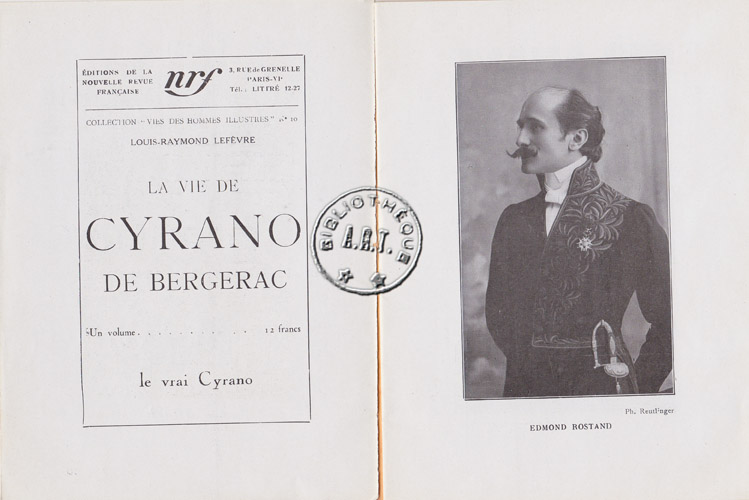 ÉDITIONS DE LA
NOUVELLE REVUE
FRANÇAISE
nrf
3, RUE de GRENELLE
PARIS-VIe
Tél. : LITTRÉ 12-27
COLLECTION "VIES DES HOMMES ILLUSTRES" N° 10
LOUIS-RAYMOND LEFÈVRE
LA VIE DE
CYRANO
DE BERGERAC
Un volume . . . . . . . . . . . 12 francs
le vrai Cyrano
BIBLIOTHÈQUE
A.R.T.
Ph. Reutlinger
EDMOND ROSTAND